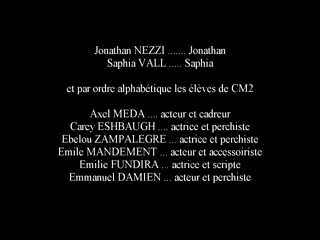 Jonathan NEZZI ....... Jonathan
Saphia VALL ..... Saphia
et par ordre alphabétique les élèves de CM2
Axel MEDA .... acteur et cadreur
Carey ESHBAUGH .... actrice et perchiste
Ebelou ZAMPALEGRE ... actrice et perchiste
Emile MANDEMENT ... acteur et accessoiriste
Emilie FUNDIRA ... actrice et scripte
Emmanuel DAMIEN ... acteur et perchiste